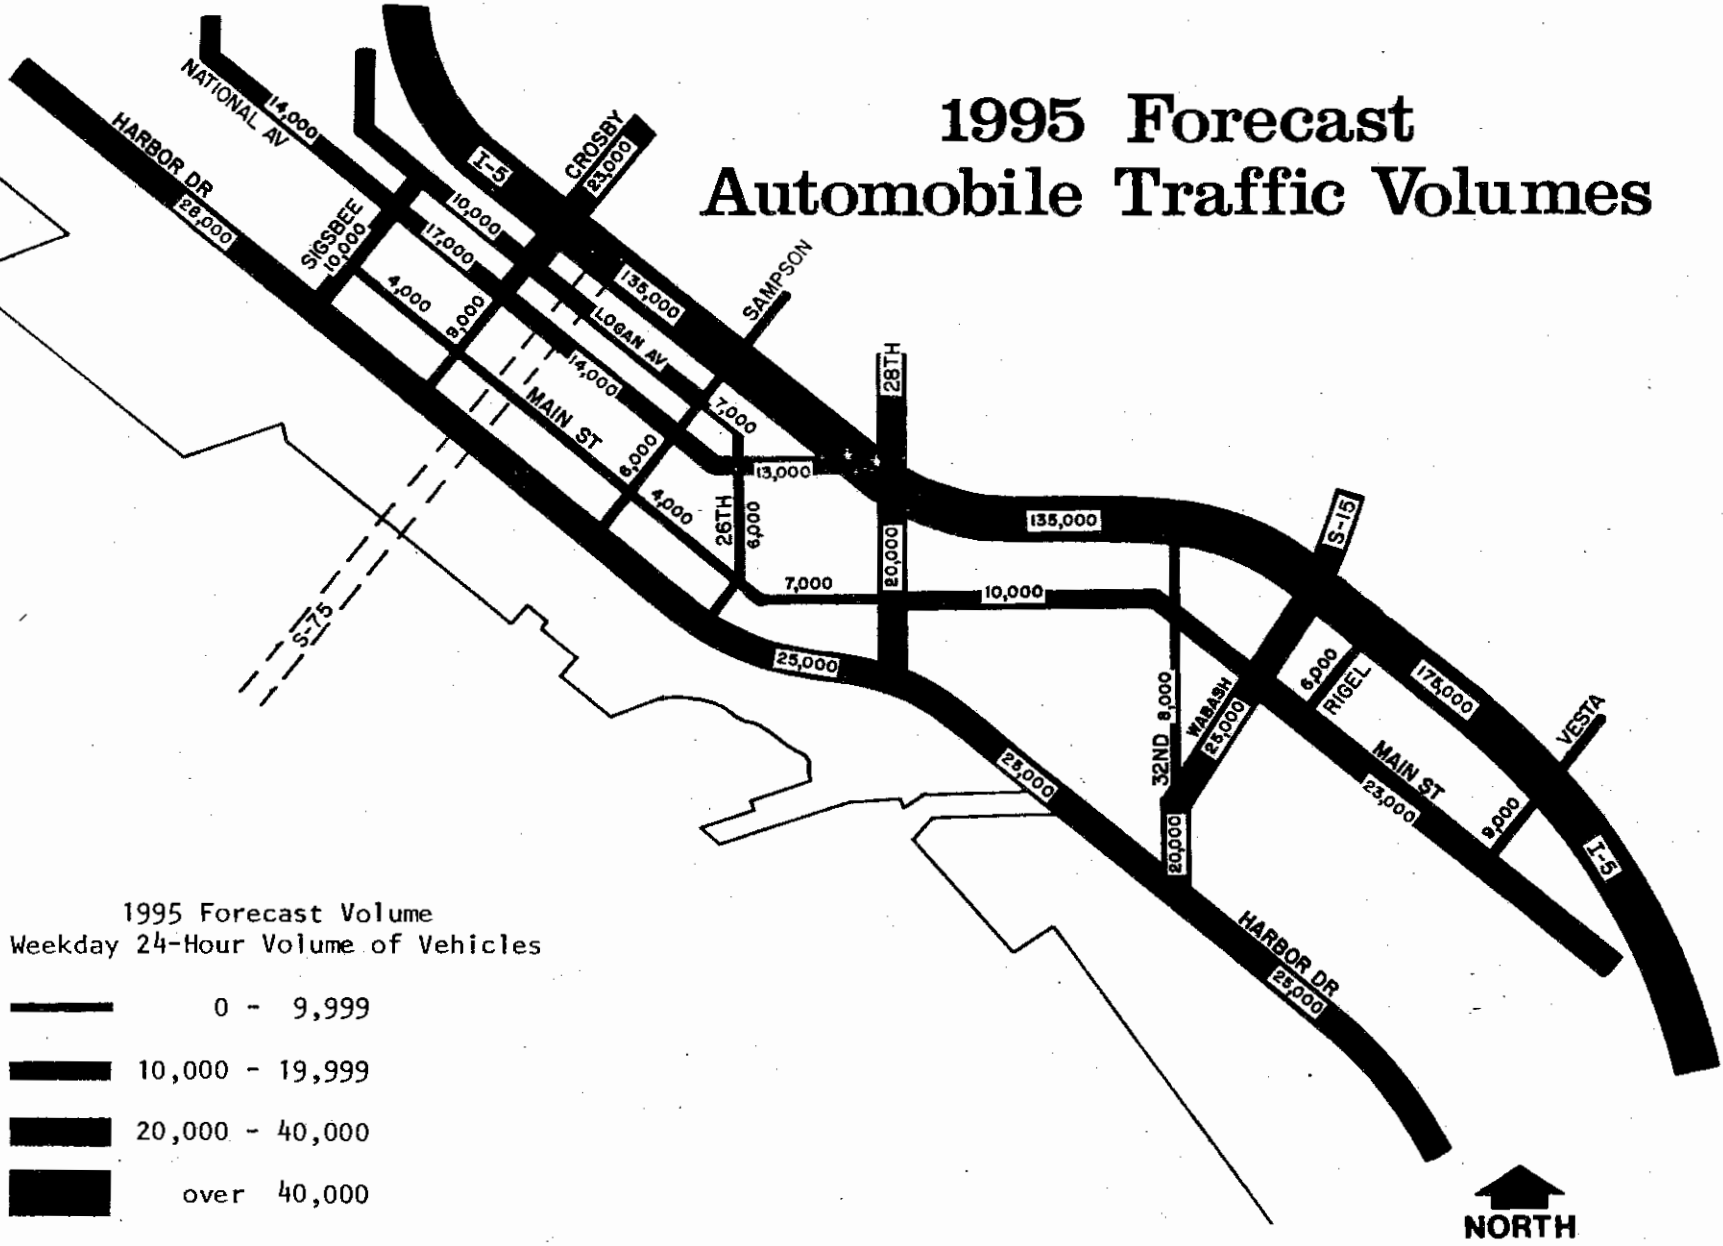 1995 Forecast
Automobile Traffic Volumes
NATIONAL AV
14,000
HARBOR DR
26,000
I-5
CROSBY
23,000
SIGSBEE
10,000
10,000
17,000
4,000
8,000
135,000
SAMPSON
LOGAN AV
14,000
MAIN ST
7,000
28TH
6,000
13,000
4,000
26TH
6,000
20,000
135,000
S-15
7,000
10,000
S-75
25,000
6,000
RIGEL
175,000
VESTA
WABASH
25,000
32ND 8,000
25,000
MAIN ST
23,000
9,000
20,000
I-5
HARBOR DR
25,000
1995 Forecast Volume
Weekday 24-Hour Volume of Vehicles
0 - 9,999
10,000 - 19,999
20,000 - 40,000
over 40,000
NORTH